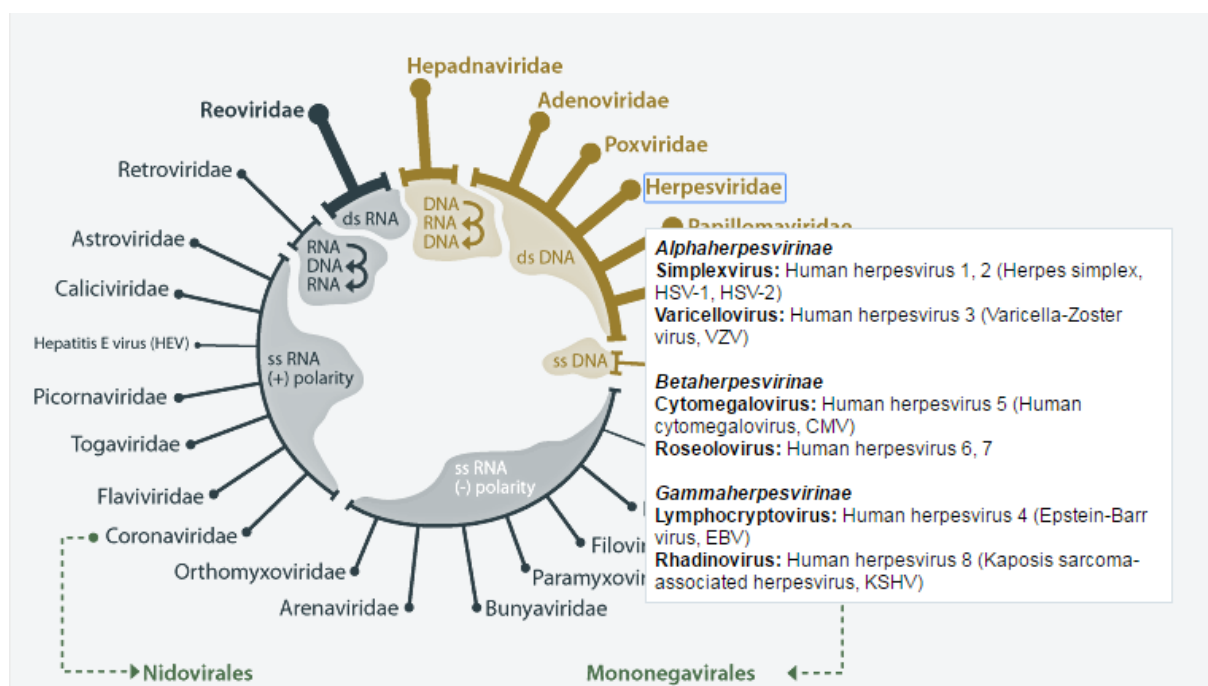 Hepadnaviridae
Reoviridae
Adenoviridae
Retroviridae
Poxviridae
Herpesviridae
Astroviridae
Caliciviridae
Hepatitis E virus (HEV)
Picornaviridae
Togaviridae
Flaviviridae
Coronaviridae
Orthomyxoviridae
Arenaviridae
Bunyaviridae
ds RNA
DNA
RNA
DNA
ds DNA
RNA
DNA
RNA
ss RNA
(+) polarity
ss DNA
ss RNA
(-) polarity
Papillomaviridae
Filovir
Paramyxovir
Alphaherpesvirinae
Simplexvirus: Human herpesvirus 1, 2 (Herpes simplex,
HSV-1, HSV-2)
Varicellovirus: Human herpesvirus 3 (Varicella-Zoster
virus, VZV)
Betaherpesvirinae
Cytomegalovirus: Human herpesvirus 5 (Human
cytomegalovirus, CMV)
Roseolovirus: Human herpesvirus 6, 7
Gammaherpesvirinae
Lymphocryptovirus: Human herpesvirus 4 (Epstein-Barr
virus, EBV)
Rhadinovirus: Human herpesvirus 8 (Kaposis sarcoma-
associated herpesvirus, KSHV)
Nidovirales
Mononegavirales